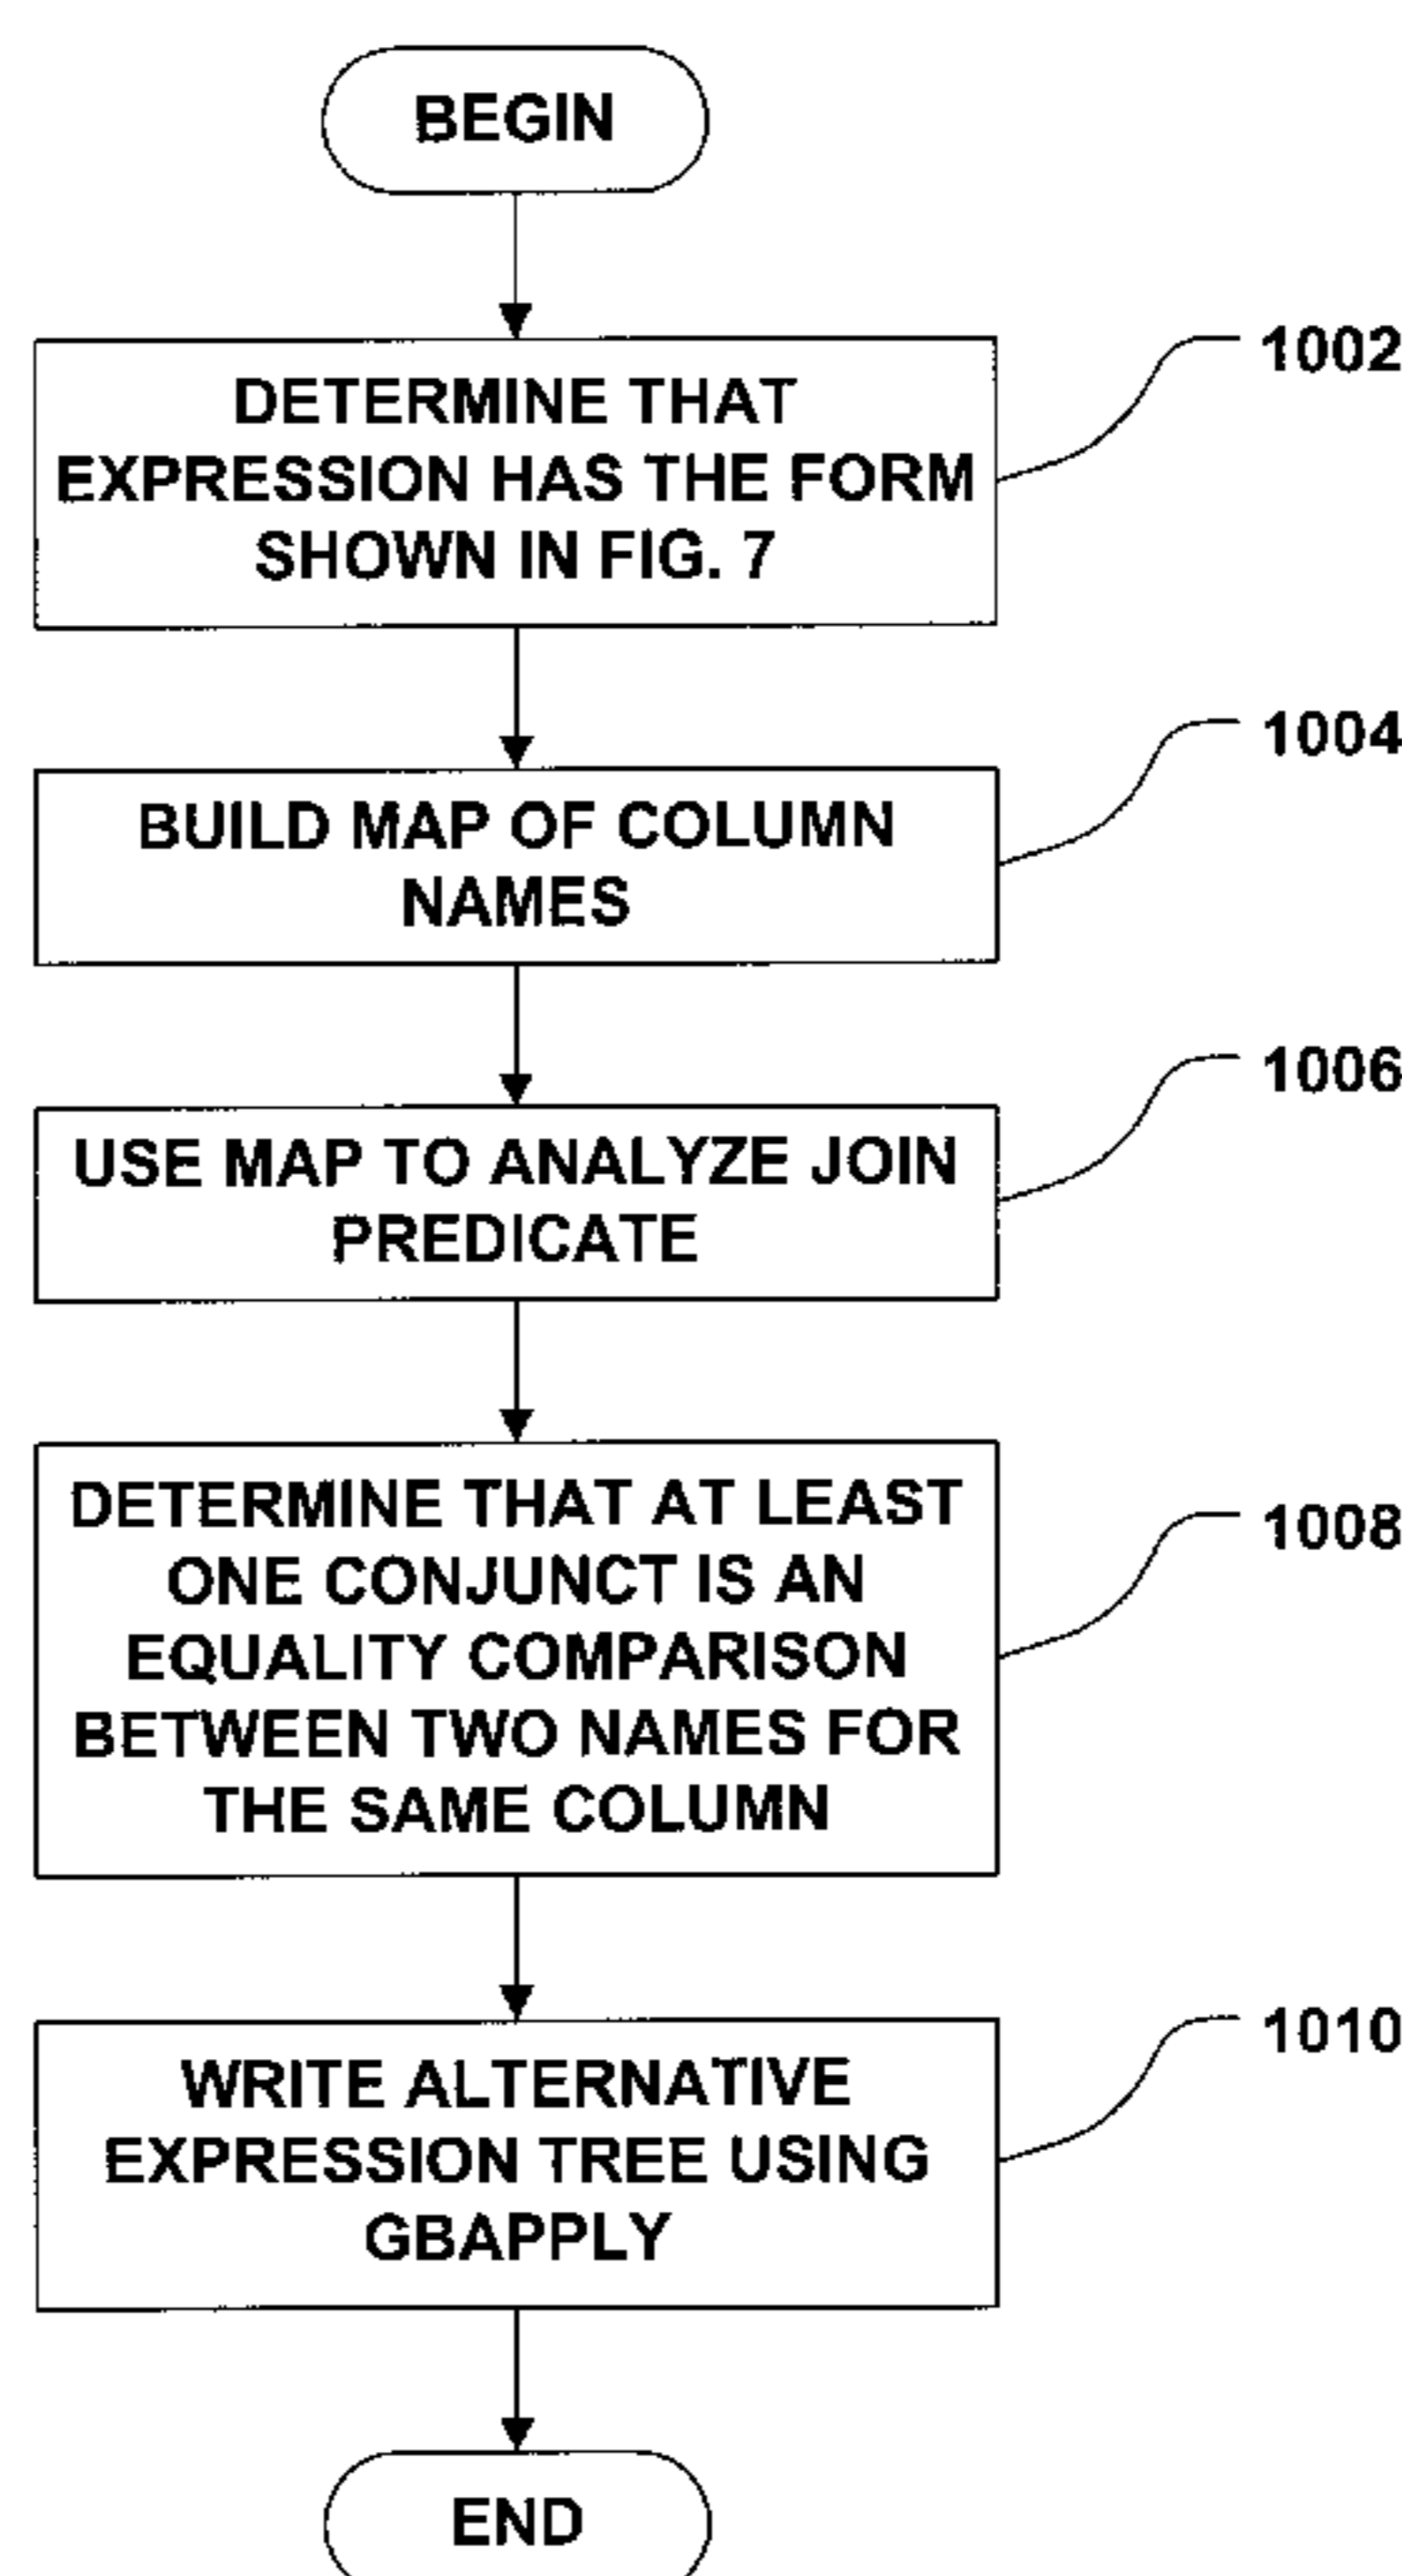 BEGIN
DETERMINE THAT
EXPRESSION HAS THE FORM
SHOWN IN FIG. 7
1002
BUILD MAP OF COLUMN
NAMES
1004
USE MAP TO ANALYZE JOIN
PREDICATE
1006
DETERMINE THAT AT LEAST
ONE CONJUNCT IS AN
EQUALITY COMPARISON
BETWEEN TWO NAMES FOR
THE SAME COLUMN
1008
WRITE ALTERNATIVE
EXPRESSION TREE USING
GBAPPLY
1010
END